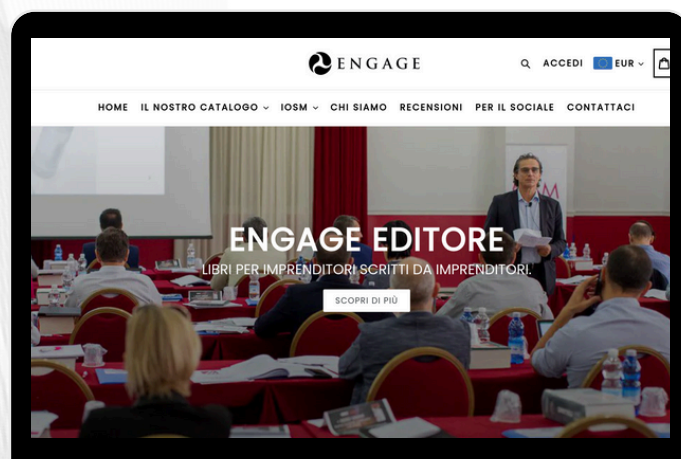 ENGAGE
ACCEDI EUR
HOME IL NOSTRO CATALOGO IOSM CHI SIAMO RECENSIONI PER IL SOCIALE CONTATTACI
ENGAGE EDITORE
LIBRI PER IMPRENDITORI SCRITTI DA IMPRENDITORI.
SCOPRI DI PIÙ